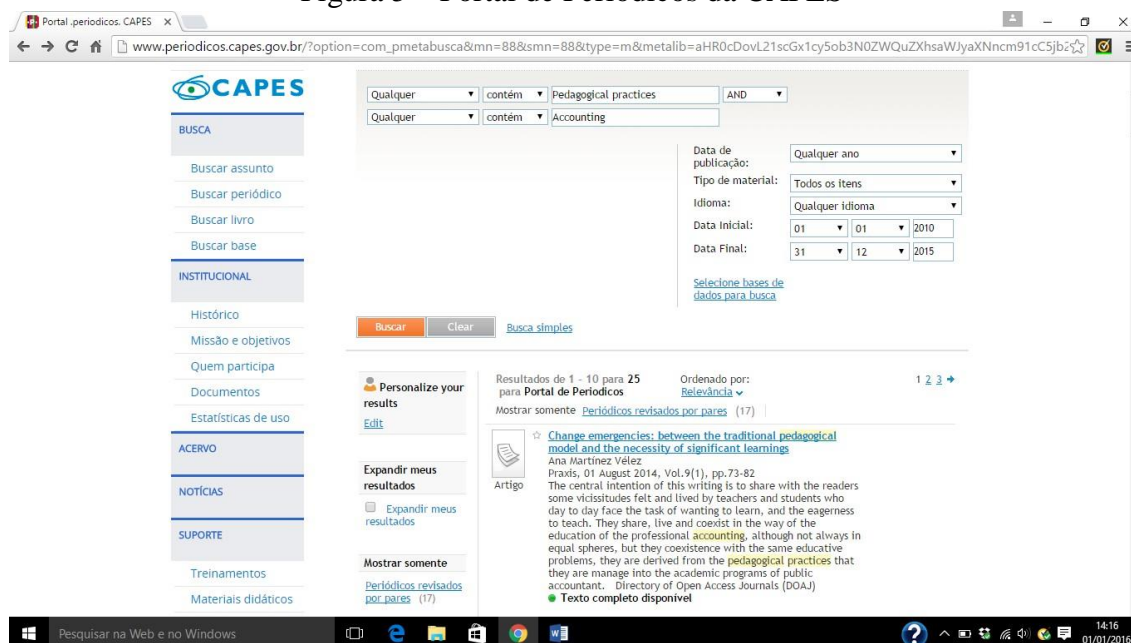 Portal .periodicos. CAPES
www.periodicos.capes.gov.br/?option=com_pmetabusca&mn=88&smn=88&type=m&metalib=
CAPES
BUSCA
Buscar assunto
Buscar periódico
Buscar livro
Buscar base
INSTITUCIONAL
Histórico
Missão e objetivos
Quem participa
Documentos
Estatísticas de uso
ACERVO
NOTÍCIAS
SUPORTE
Treinamentos
Materiais didáticos
Qualquer contém Pedagogical practices AND
Qualquer contém Accounting
Data de publicação: Qualquer ano
Tipo de material: Todos os itens
Idioma: Qualquer idioma
Data Inicial: 01 01 2010
Data Final: 31 12 2015
Selecione bases de
dados para busca
Buscar Clear Busca simples
Personalize your
results
Edit
Expandir meus
resultados
Expandir meus
resultados
Mostrar somente
Periódicos revisados
por pares (17)
Resultados de 1 - 10 para 25
para Portal de Periodicos
Ordenado por:
Relevância
1 2 3
Mostrar somente Periódicos revisados por pares (17)
Artigo
Change emergencies: between the traditional pedagogical
model and the necessity of significant learnings
Ana Martínez Vélez
Praxis, 01 August 2014, Vol.9(1), pp.73-82
The central intention of this writing is to share with the readers
some vicissitudes felt and lived by teachers and students who
day to day face the task of wanting to learn, and the eagerness
to teach. They share, live and coexist in the way of the
education of the professional accounting, although not always in
equal spheres, but they coexistence with the same educative
problems, they are derived from the pedagogical practices that
they are manage into the academic programs of public
accountant. Directory of Open Access Journals (DOAJ)
Texto completo disponível
Pesquisar na Web e no Windows
14:16
01/01/2016